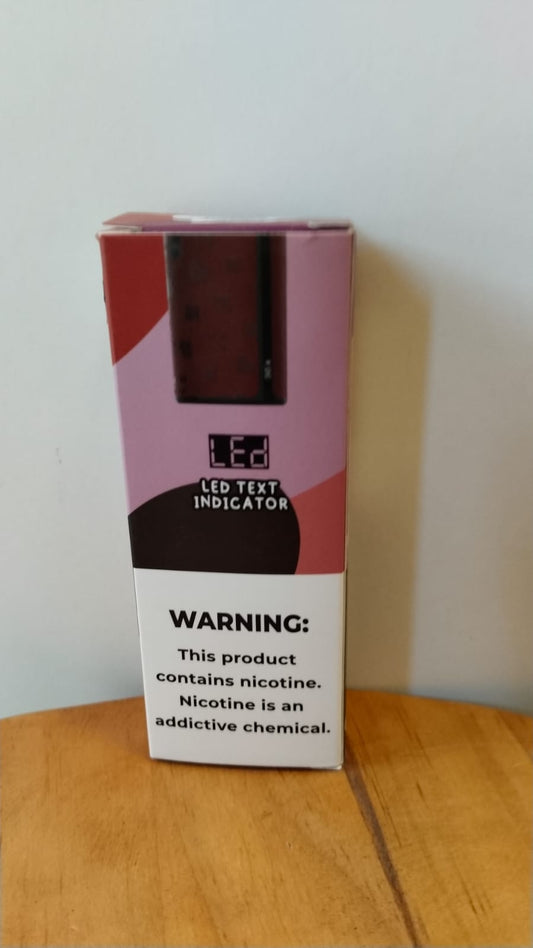 LEd
LED TEXT
INDICATOR
WARNING:
This product
contains nicotine.
Nicotine is an
addictive chemical.